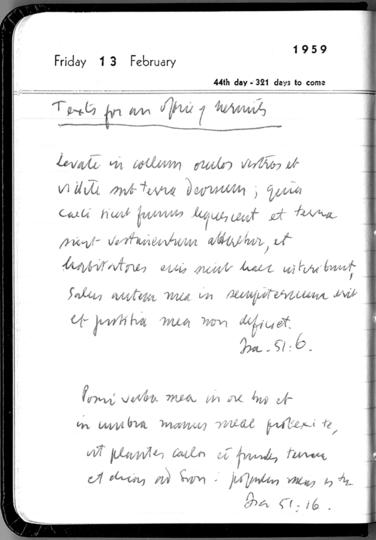 1959
Friday 13 February
44th day - 321 days to come
Texts for an office of hermits
Levate in coelum oculos vestros et
videte sub terra deorsum; quia
caeli sicut fumus liquescent et terra
sicut vestimentum atteretur, et
habitatores eius sicut haec interibunt,
Salus autem mea in sempiternum erit
et justitia mea non deficiet.
Isa. 51:6.
Posui verba mea in ore tuo et
in umbra manus meae protexi te,
ut plantes caelos et fundes terram
et dicas ad Sion: populus meus es tu
Isa 51:16.